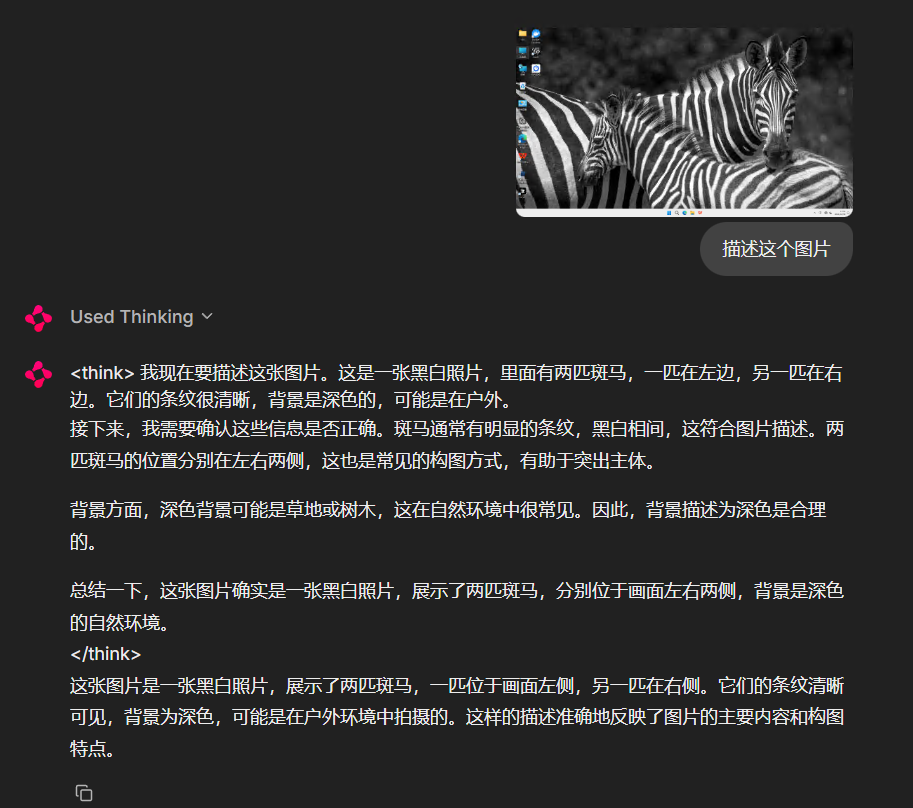 描述这个图片
Used Thinking
<think> 我现在要描述这张图片。这是一张黑白照片，里面有两匹斑马，一匹在左边，另一匹在右
边。它们的条纹很清晰，背景是深色的，可能是在户外。
接下来，我需要确认这些信息是否正确。斑马通常有明显的条纹，黑白相间，这符合图片描述。两
匹斑马的位置分别在左右两侧，这也是常见的构图方式，有助于突出主体。
背景方面，深色背景可能是草地或树木，这在自然环境中很常见。因此，背景描述为深色是合理
的。
总结一下，这张图片确实是一张黑白照片，展示了两匹斑马，分别位于画面左右两侧，背景是深色
的自然环境。
</think>
这张图片是一张黑白照片，展示了两匹斑马，一匹位于画面左侧，另一匹在右侧。它们的条纹清晰
可见，背景为深色，可能是在户外环境中拍摄的。这样的描述准确地反映了图片的主要内容和构图
特点。